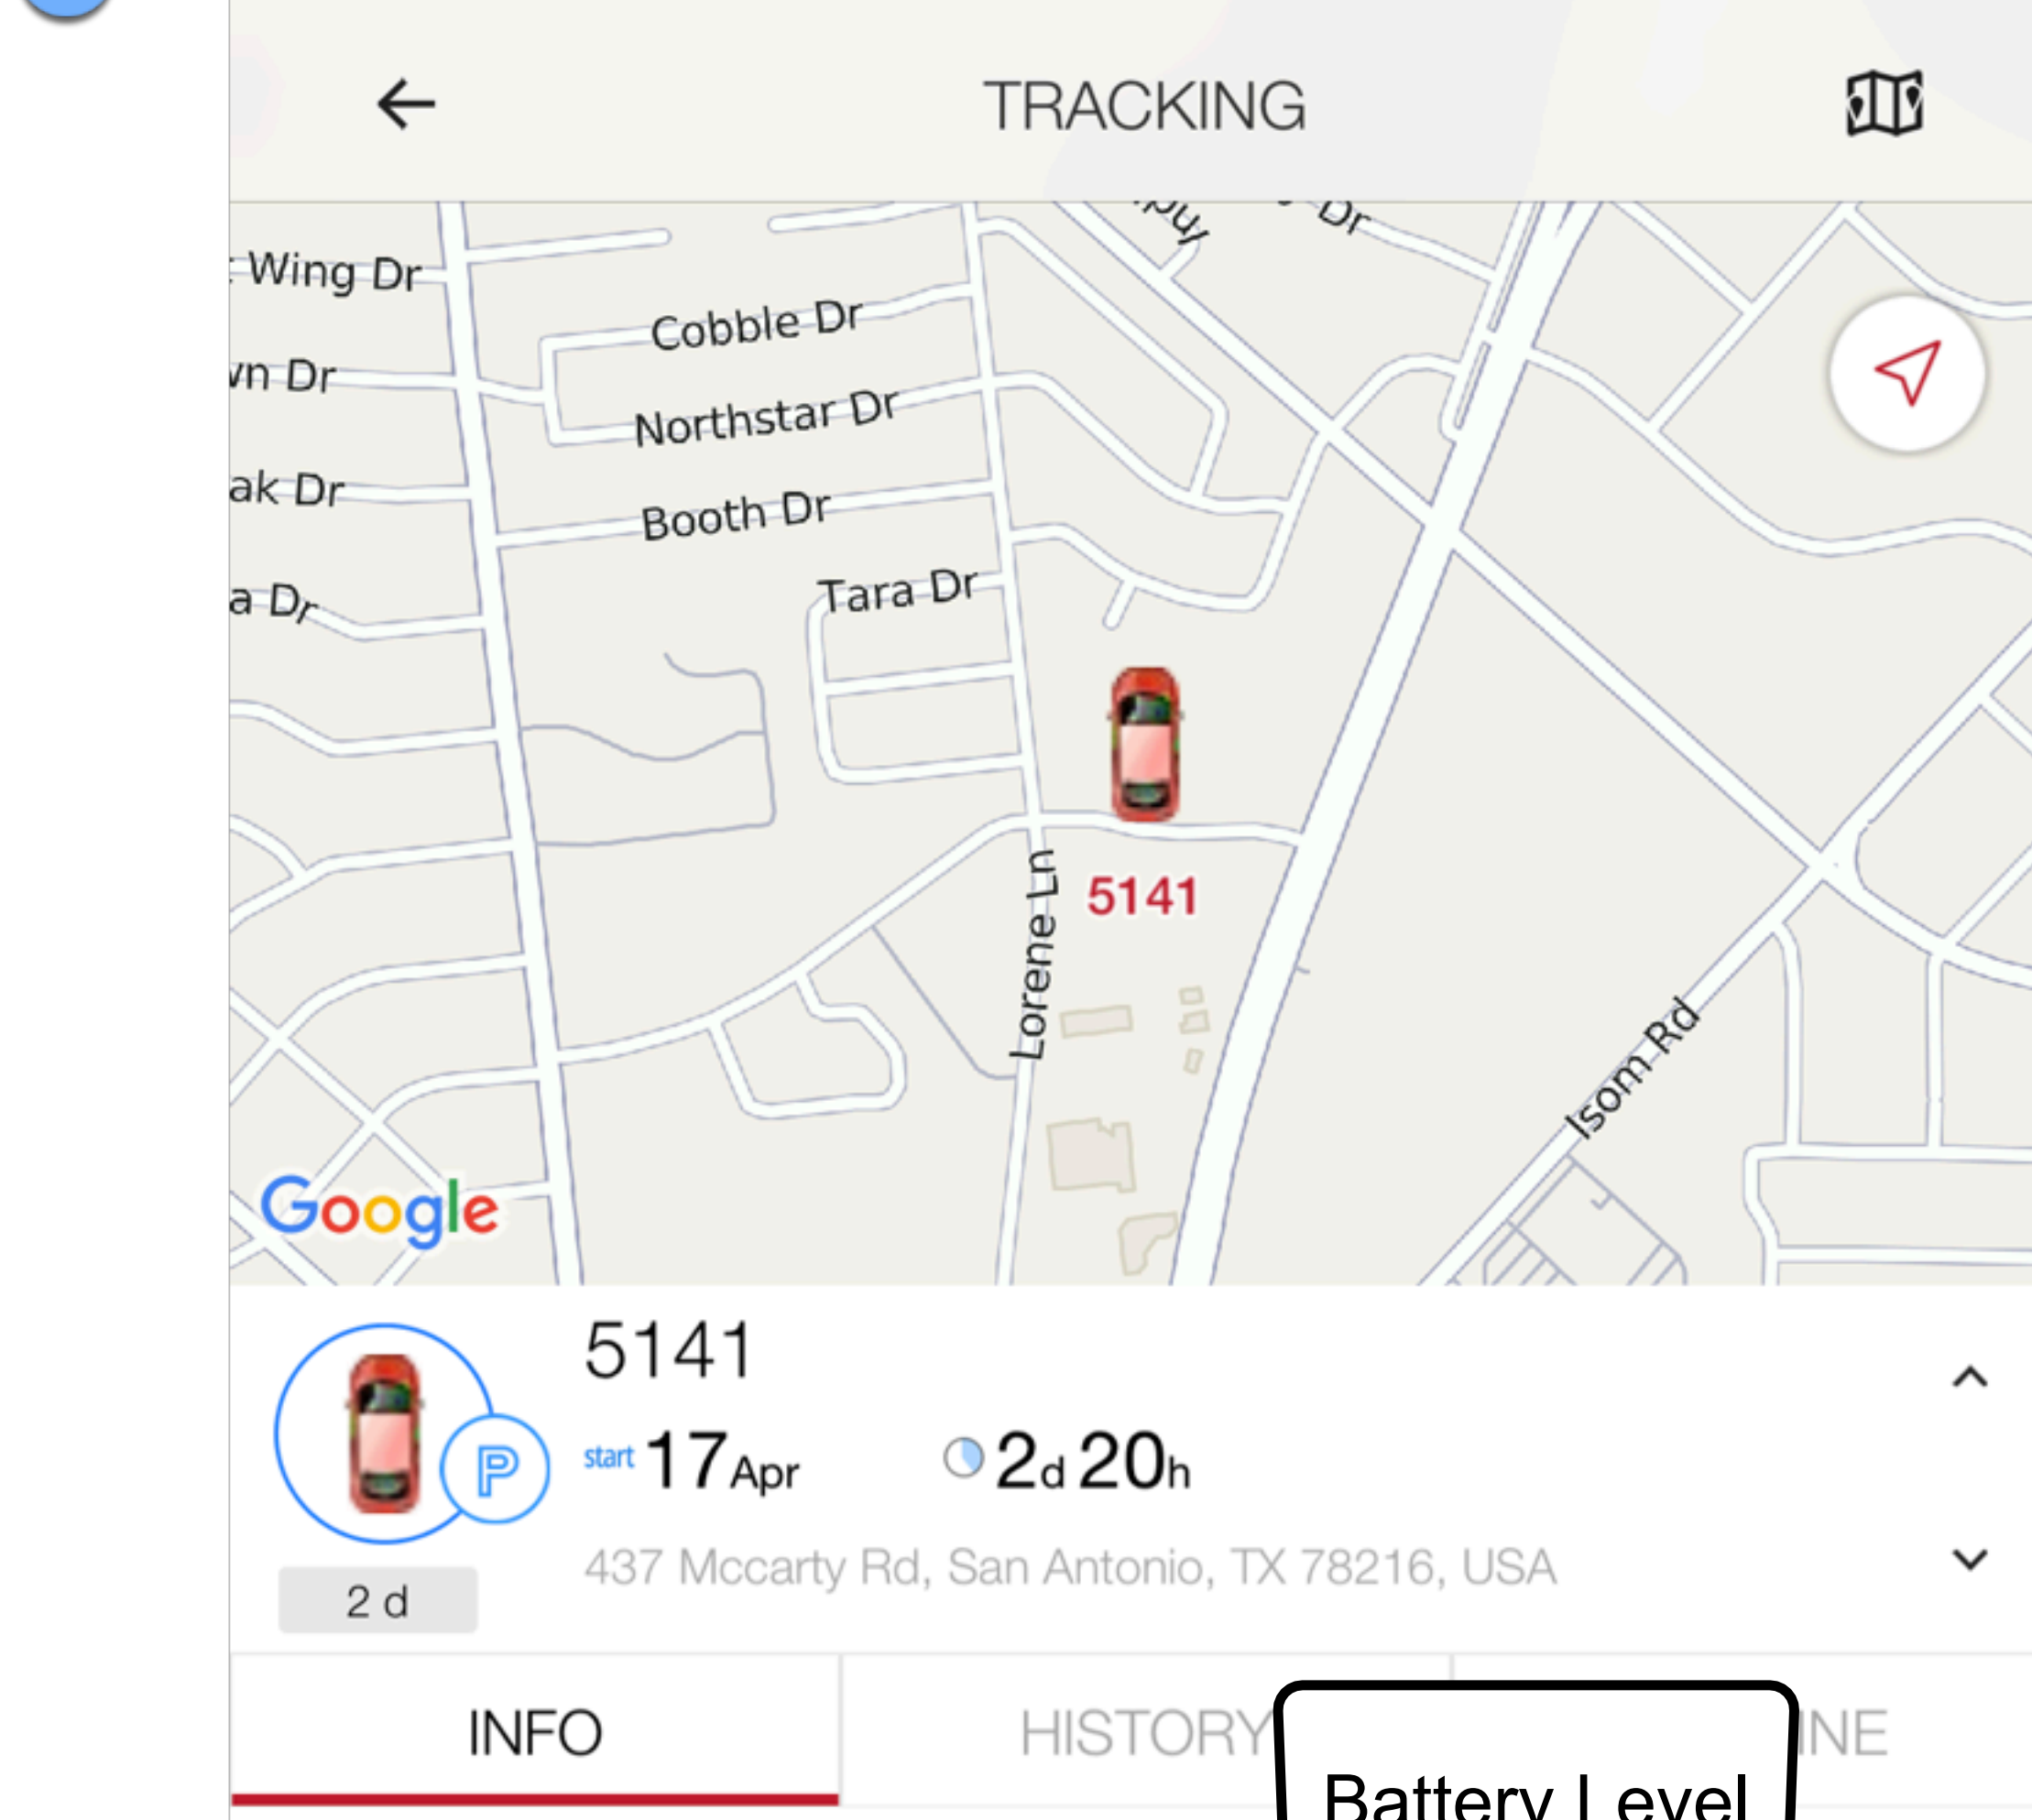 TRACKING
Dr
Wing Dr
Cobble Dr
Dr
Northstar Dr
ak Dr
Booth Dr
Tara Dr
a Dr
5141
Lorene Ln
Isom Rd
Google
5141
start 17 Apr 2d 20h
437 Mccarty Rd, San Antonio, TX 78216, USA
2 d
INFO
HISTORY
INE
Battery Level